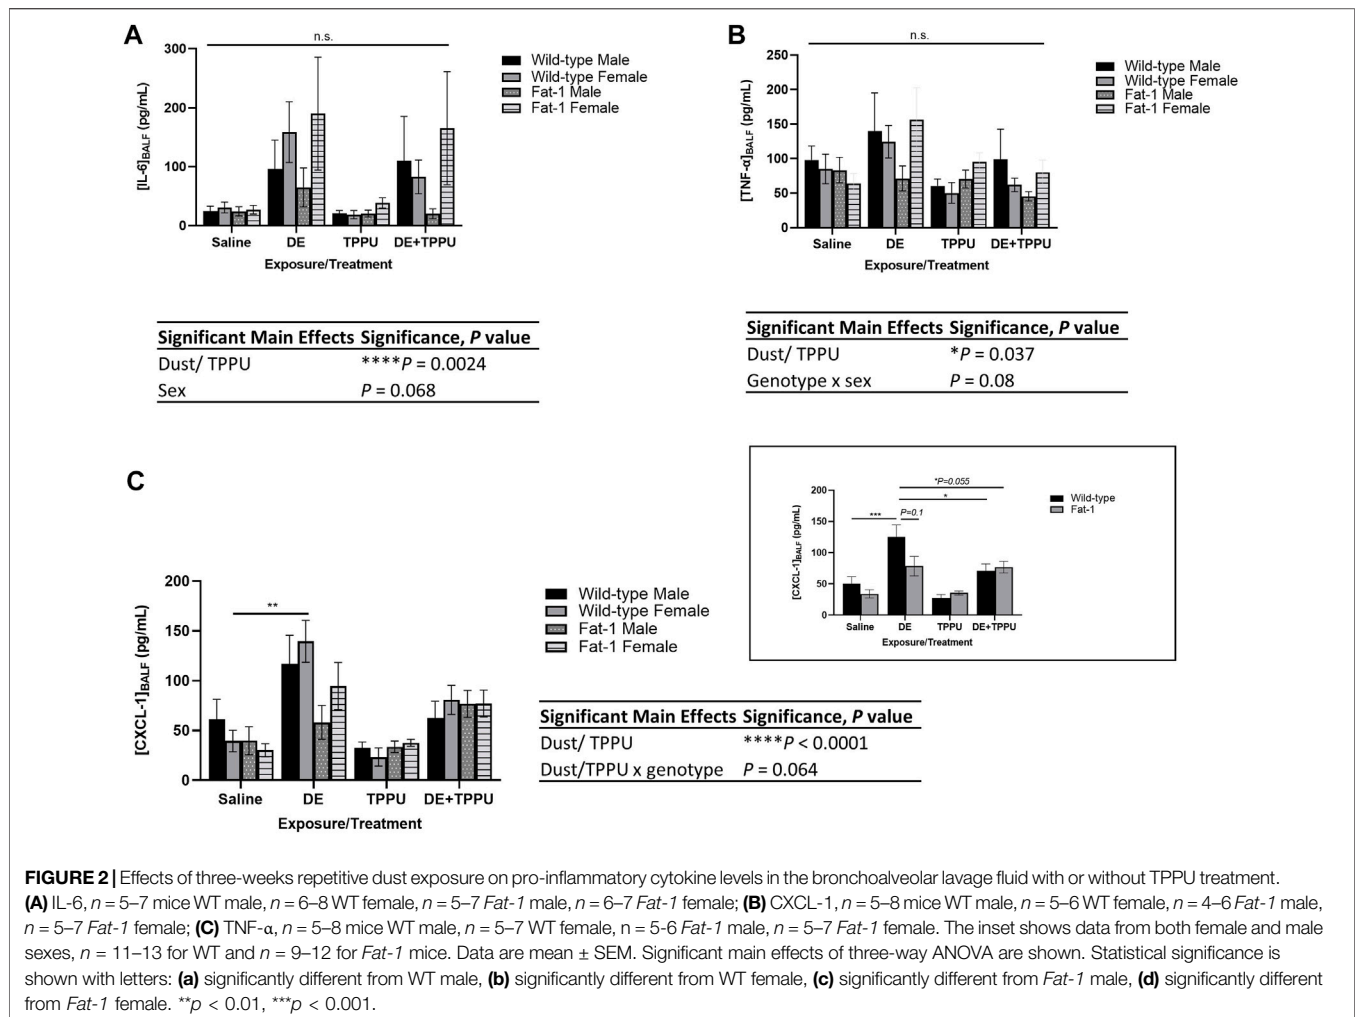 A
n.s.
300
200
100
0
[IL-6]BALF (pg/mL)
Saline DE TPPU DE+TPPU
Exposure/Treatment
Wild-type Male
Wild-type Female
Fat-1 Male
Fat-1 Female
Significant Main Effects Significance, P value
Dust/ TPPU ****P = 0.0024
Sex P = 0.068
B
n.s.
250
200
150
100
50
0
[TNF-α]BALF (pg/mL)
Saline DE TPPU DE+TPPU
Exposure/Treatment
Wild-type Male
Wild-type Female
Fat-1 Male
Fat-1 Female
Significant Main Effects Significance, P value
Dust/ TPPU *P = 0.037
Genotype x sex P = 0.08
C
**
200
150
100
50
0
[CXCL-1]BALF (pg/mL)
Saline DE TPPU DE+TPPU
Exposure/Treatment
Wild-type Male
Wild-type Female
Fat-1 Male
Fat-1 Female
*P=0.055
*
*** P=0.1
200
150
100
50
0
[CXCL-1]BALF (pg/mL)
Saline DE TPPU DE+TPPU
Exposure/Treatment
Wild-type
Fat-1
Significant Main Effects Significance, P value
Dust/ TPPU ****P < 0.0001
Dust/TPPU x genotype P = 0.064
FIGURE 2 | Effects of three-weeks repetitive dust exposure on pro-inflammatory cytokine levels in the bronchoalveolar lavage fluid with or without TPPU treatment.
(A) IL-6, n = 5–7 mice WT male, n = 6–8 WT female, n = 5–7 Fat-1 male, n = 6–7 Fat-1 female; (B) CXCL-1, n = 5–8 mice WT male, n = 5–6 WT female, n = 4–6 Fat-1 male,
n = 5–7 Fat-1 female; (C) TNF-α, n = 5–8 mice WT male, n = 5–7 WT female, n = 5-6 Fat-1 male, n = 5–7 Fat-1 female. The inset shows data from both female and male
sexes, n = 11–13 for WT and n = 9–12 for Fat-1 mice. Data are mean ± SEM. Significant main effects of three-way ANOVA are shown. Statistical significance is
shown with letters: (a) significantly different from WT male, (b) significantly different from WT female, (c) significantly different from Fat-1 male, (d) significantly different
from Fat-1 female. **p < 0.01, ***p < 0.001.